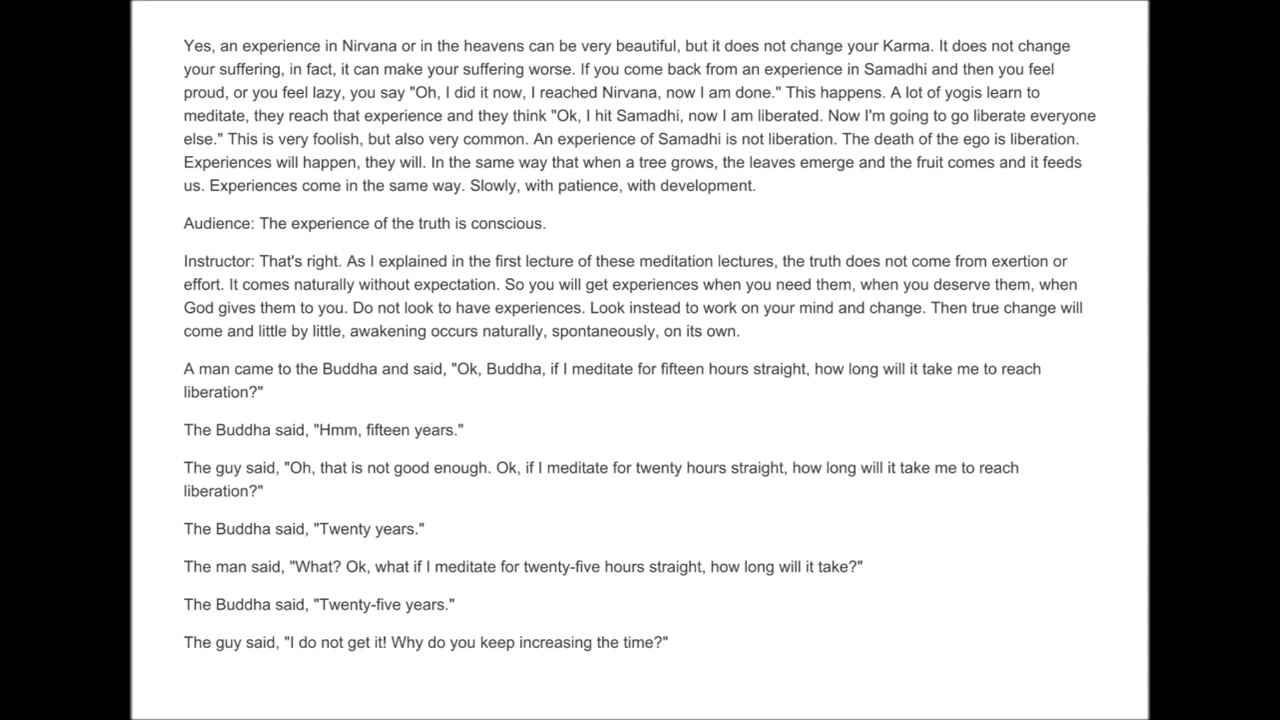 Yes, an experience in Nirvana or in the heavens can be very beautiful, but it does not change your Karma. It does not change
your suffering, in fact, it can make your suffering worse. If you come back from an experience in Samadhi and then you feel
proud, or you feel lazy, you say "Oh, I did it now, I reached Nirvana, now I am done." This happens. A lot of yogis learn to
meditate, they reach that experience and they think "Ok, I hit Samadhi, now I am liberated. Now I'm going to go liberate everyone
else." This is very foolish, but also very common. An experience of Samadhi is not liberation. The death of the ego is liberation.
Experiences will happen, they will. In the same way that when a tree grows, the leaves emerge and the fruit comes and it feeds
us. Experiences come in the same way. Slowly, with patience, with development.
Audience: The experience of the truth is conscious.
Instructor: That's right. As I explained in the first lecture of these meditation lectures, the truth does not come from exertion or
effort. It comes naturally without expectation. So you will get experiences when you need them, when you deserve them, when
God gives them to you. Do not look to have experiences. Look instead to work on your mind and change. Then true change will
come and little by little, awakening occurs naturally, spontaneously, on its own.
A man came to the Buddha and said, "Ok, Buddha, if I meditate for fifteen hours straight, how long will it take me to reach
liberation?"
The Buddha said, "Hmm, fifteen years."
The guy said, "Oh, that is not good enough. Ok, if I meditate for twenty hours straight, how long will it take me to reach
liberation?"
The Buddha said, "Twenty years."
The man said, "What? Ok, what if I meditate for twenty-five hours straight, how long will it take?"
The Buddha said, "Twenty-five years."
The guy said, "I do not get it! Why do you keep increasing the time?"